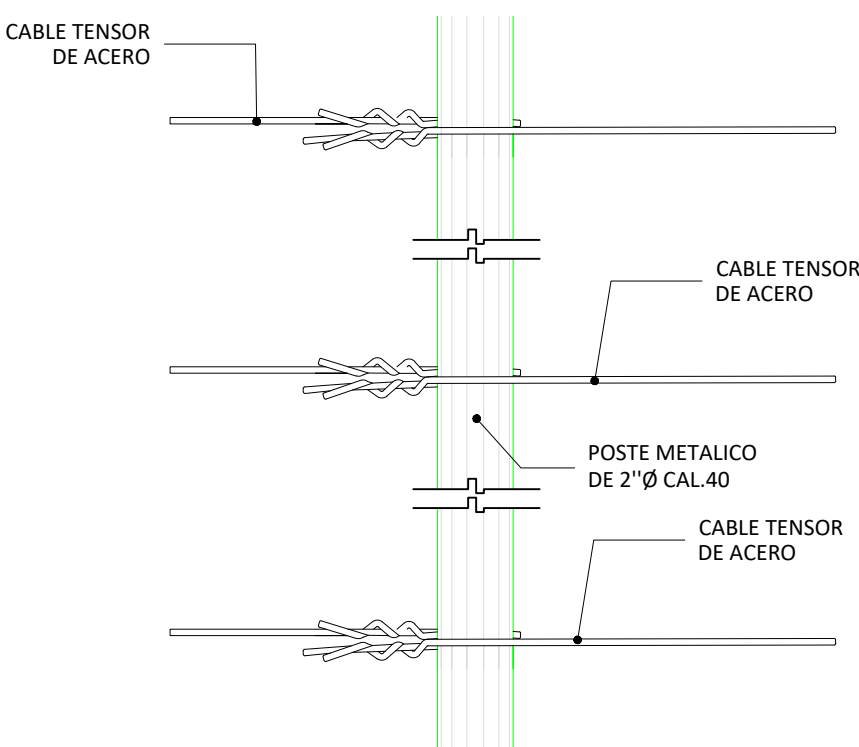 CABLE TENSOR
DE ACERO
CABLE TENSOR
DE ACERO
POSTE METALICO
DE 2''Ø CAL.40
CABLE TENSOR
DE ACERO